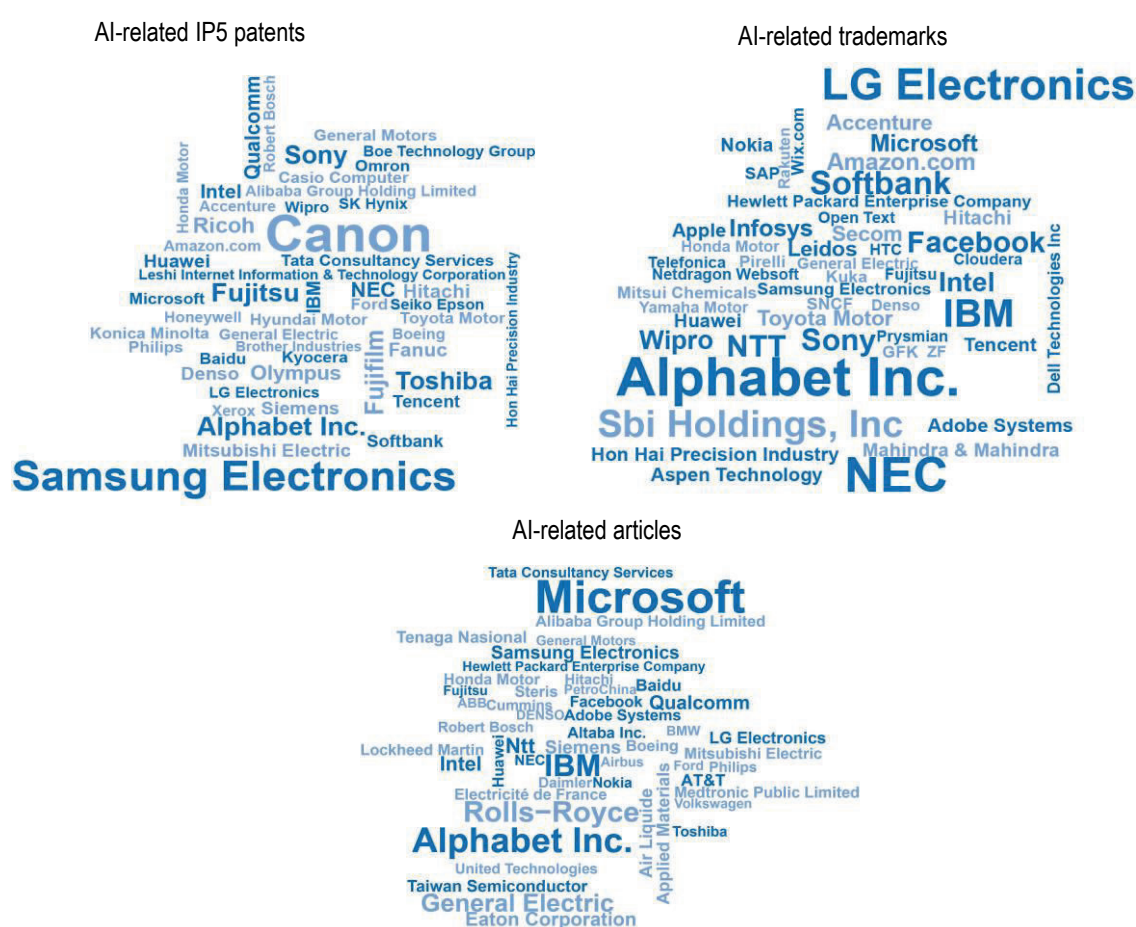 AI-related IP5 patents
Qualcomm
Robert Bosch
General Motors
Sony
Boe Technology Group
Omron
Casio Computer
Honda Motor
Intel
Alibaba Group Holding Limited
Accenture
Wipro
SK Hynix
Ricoh
Canon
Amazon.com
Huawei
Tata Consultancy Services
Leshi Internet Information & Technology Corporation
Hon Hai Precision Industry
Microsoft
Fujitsu
IBM
NEC
Hitachi
Ford
Seiko Epson
Honeywell
Hyundai Motor
Toyota Motor
Konica Minolta
General Electric
Boeing
Philips
Brother Industries
Fujifilm
Fanuc
Baidu
Kyocera
Denso
Olympus
Toshiba
LG Electronics
Tencent
Xerox
Siemens
Alphabet Inc.
Softbank
Mitsubishi Electric
Samsung Electronics
AI-related trademarks
LG Electronics
Accenture
Nokia
Rakuten
Wix.com
Microsoft
Amazon.com
SAP
Softbank
Hewlett Packard Enterprise Company
Open Text
Hitachi
Apple
Infosys
Secom
Facebook
Honda Motor
Leidos
HTC
Dell Technologies Inc
Telefonica
Pirelli
General Electric
Cloudera
Netdragon Websoft
Kuka
Fujitsu
Intel
Mitsui Chemicals
Samsung Electronics
Yamaha Motor
SNCF
Denso
IBM
Huawei
Toyota Motor
Wipro
NTT
Sony
Prysmian
GFK
ZF
Tencent
Alphabet Inc.
Sbi Holdings, Inc
Adobe Systems
Hon Hai Precision Industry
Mahindra & Mahindra
Aspen Technology
NEC
AI-related articles
Tata Consultancy Services
Microsoft
Alibaba Group Holding Limited
Tenaga Nasional
General Motors
Samsung Electronics
Hewlett Packard Enterprise Company
Honda Motor
Hitachi
Fujitsu
Steris
PetroChina
Baidu
ABB
Cummins
Facebook
Qualcomm
DENSO
Adobe Systems
Robert Bosch
Altaba Inc.
BMW
LG Electronics
Lockheed Martin
Huawei
Ntt
Siemens
Boeing
Mitsubishi Electric
Intel
NEC
IBM
Airbus
Ford
Philips
Daimler
Nokia
AT&T
Electricité de France
Medtronic Public Limited
Volkswagen
Rolls-Royce
Air Liquide
Applied Materials
Alphabet Inc.
Toshiba
United Technologies
Taiwan Semiconductor
General Electric
Eaton Corporation